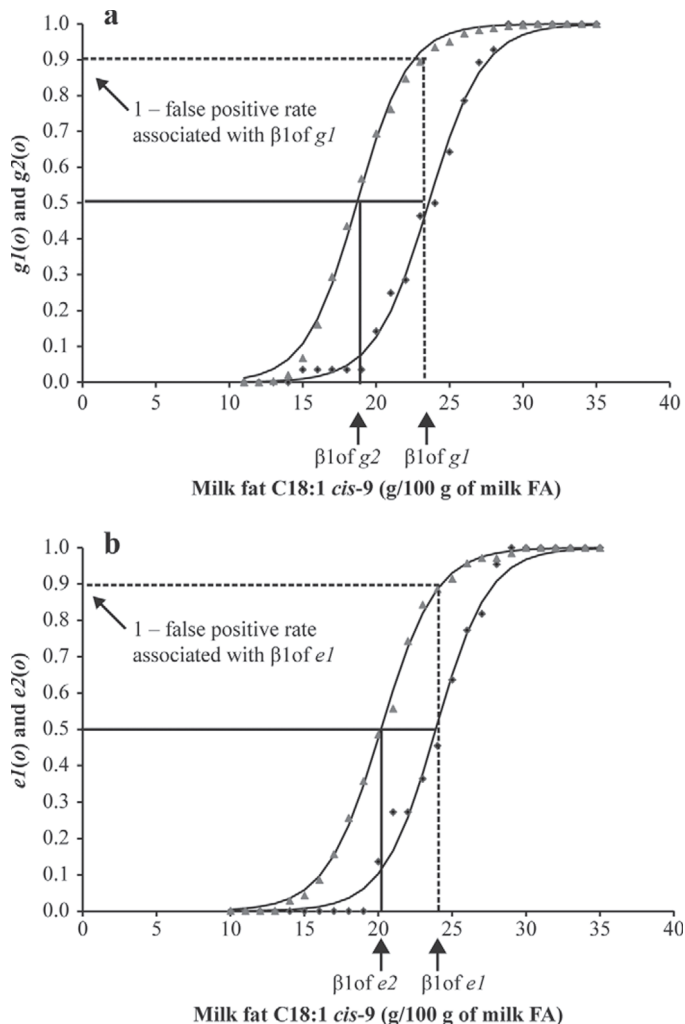 a
1.0
0.9
0.8
0.7
0.6
0.5
0.4
0.3
0.2
0.1
0.0
g1(o) and g2(o)
1 – false positive rate
associated with β1of g1
0 5 10 15 20 25 30 35 40
β1of g2 β1of g1
Milk fat C18:1 cis-9 (g/100 g of milk FA)
b
1.0
0.9
0.8
0.7
0.6
0.5
0.4
0.3
0.2
0.1
0.0
e1(o) and e2(o)
1 – false positive rate
associated with β1of e1
0 5 10 15 20 25 30 35 40
β1of e2 β1of e1
Milk fat C18:1 cis-9 (g/100 g of milk FA)